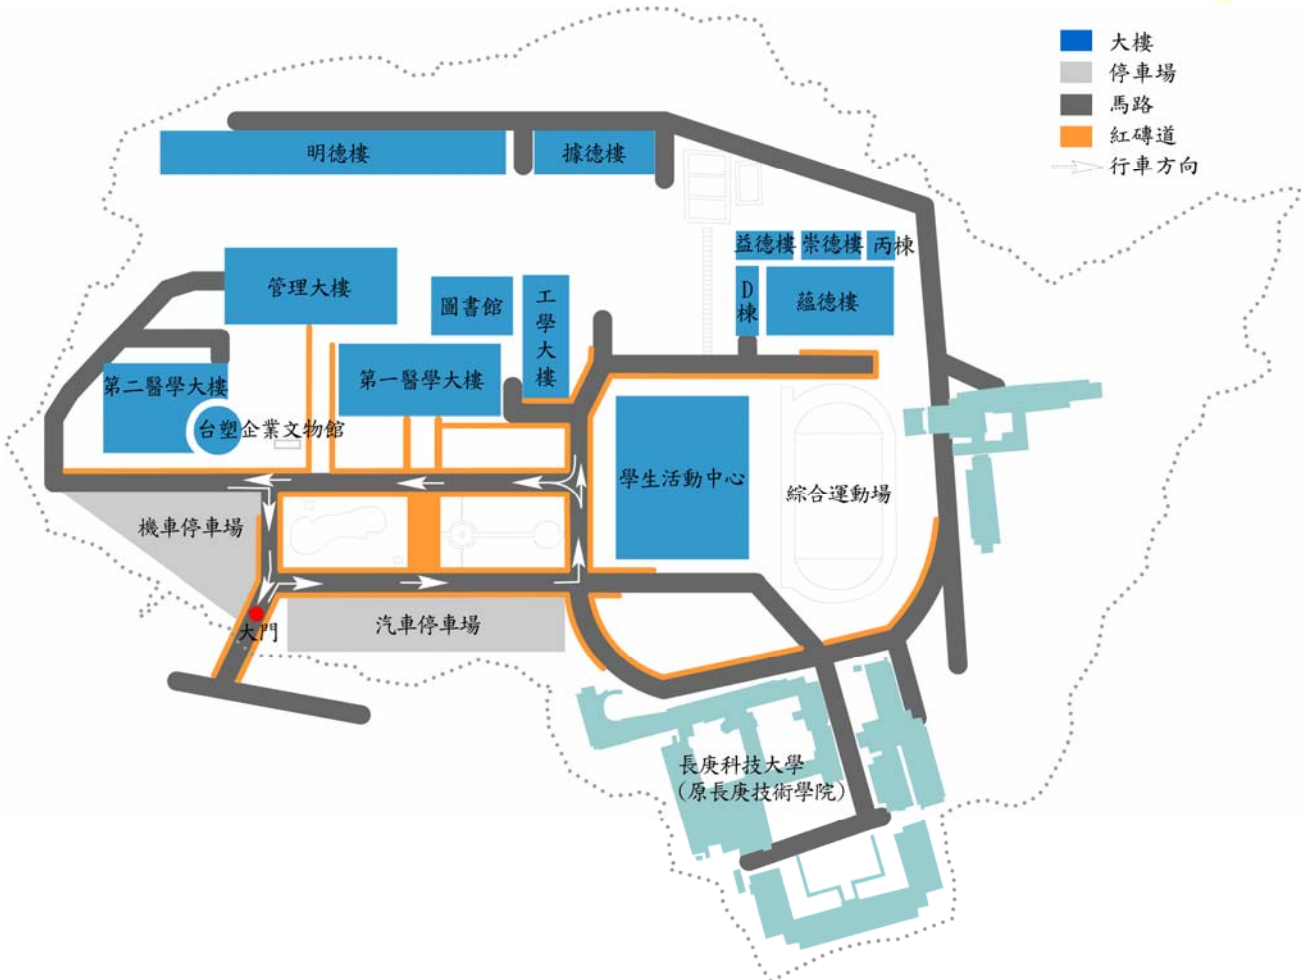 大樓
停車場
馬路
紅磚道
行車方向
明德樓
據德樓
益德樓
崇德樓
丙棟
D棟
蘊德樓
管理大樓
圖書館
工學大樓
第一醫學大樓
第二醫學大樓
台塑企業文物館
學生活動中心
綜合運動場
機車停車場
汽車停車場
大門
長庚科技大學
(原長庚技術學院)